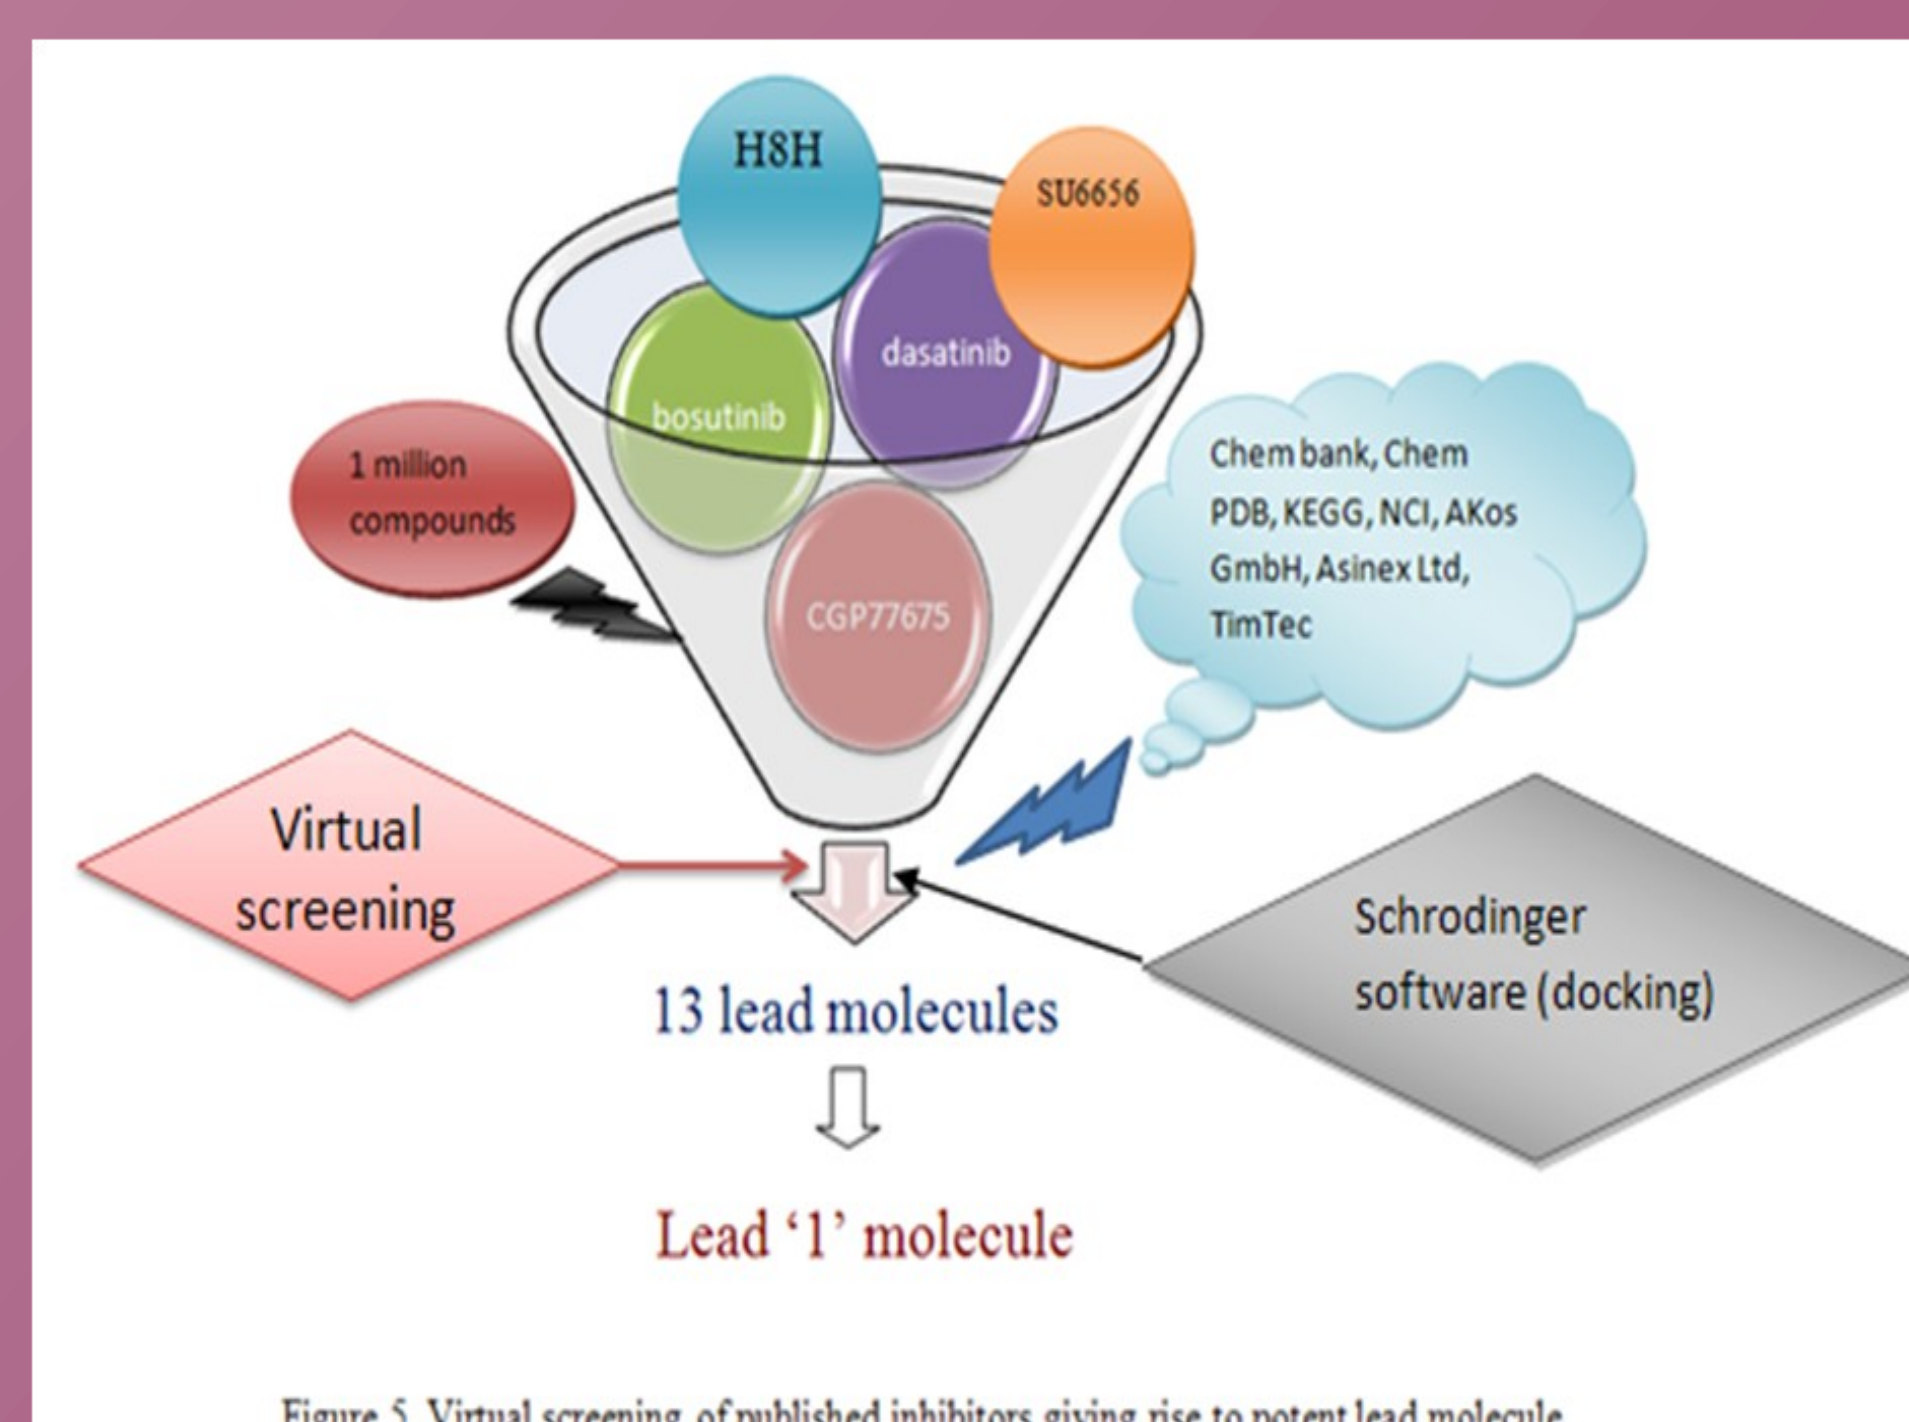 H8H
SU6656
dasatinib
bosutinib
1 million
compounds
Chem bank, Chem
PDB, KEGG, NCI, AKos
GmbH, Asinex Ltd,
TimTec
CGP77675
Virtual
screening
Schrodinger
software (docking)
13 lead molecules
Lead ‘1’ molecule
Figure 5. Virtual screening of published inhibitors giving rise to potent lead molecule